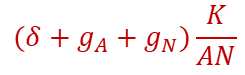 (δ + g_A + g_N) K/AN